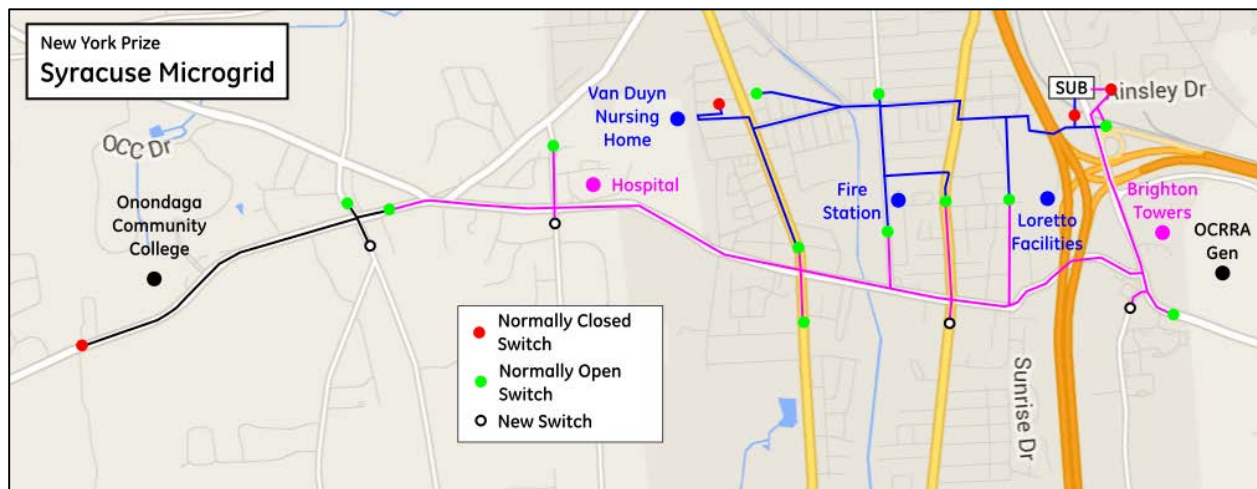 New York Prize
Syracuse Microgrid
OCC Dr
Onondaga
Community
College
Van Duyn
Nursing
Home
Hospital
Fire
Station
Loretto
Facilities
SUB
Ainsley Dr
Brighton
Towers
OCRRA
Gen
Sunrise Dr
Normally Closed
Switch
Normally Open
Switch
New Switch